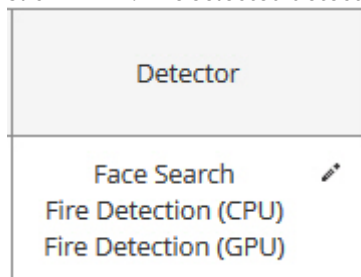 Detector
Face Search
Fire Detection (CPU)
Fire Detection (GPU)